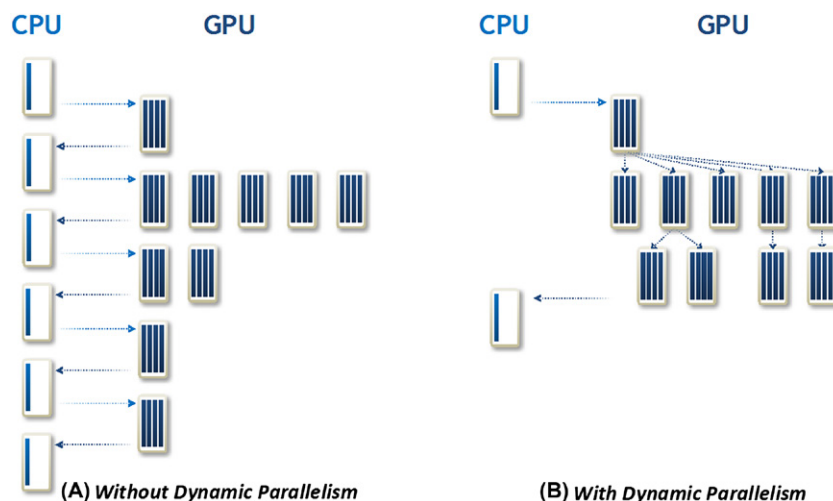 CPU GPU CPU GPU
(A) Without Dynamic Parallelism
(B) With Dynamic Parallelism